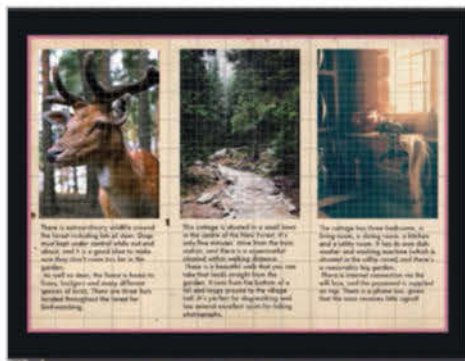 There is extraordinary wildlife around
the forest including lots of deer. Dogs
must kept under control while out and
about, and it is a good idea to make
sure they don't roam too far in the
garden.
As well as deer, the forest is home to
foxes, badgers and many different
species of birds. There are three huts
located throughout the forest for
bird-watching.
This cottage is situated in a small town
in the centre of the New Forest. It's
only five minutes' drive from the train
station, and there is a supermarket
situated within walking distance.
There is a beautiful walk that you can
take that leads straight from the
garden. It runs from the bottom of a
hill and loops around to the village
hall. It's perfect for dogwalking and
has several excellent spots for taking
photographs.
The cottage has three bedrooms, a
living-room, a dining room, a kitchen
and a utility room. It has its own dish-
washer and washing machine (which is
situated in the utility room), and there's
a reasonably big garden.
There is internet connection via the
wifi box, and the password is supplied
on top. There is a phone box, given
that the area receives little signal!